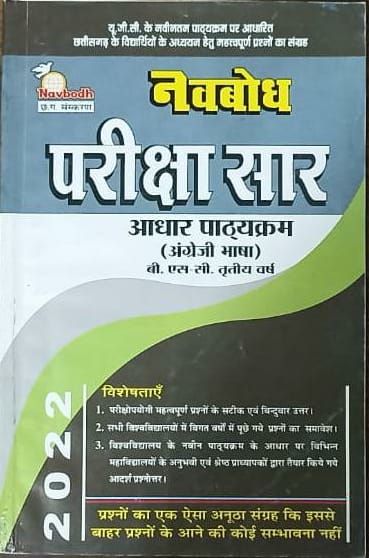 यू.जी.सी. के नवीनतम पाठ्यक्रम पर आधारित
छत्तीसगढ़ के विद्यार्थियों के अध्ययन हेतु महत्वपूर्ण प्रश्नों का संग्रह
Navbodh
छ.ग. संस्करण
नवबोध
परीक्षा सार
आधार पाठ्यक्रम
(अंग्रेजी भाषा)
बी. एस-सी. तृतीय वर्ष
विशेषताएँ
1. परीक्षोपयोगी महत्वपूर्ण प्रश्नों के सटीक एवं बिन्दुवार उत्तर।
2. सभी विश्वविद्यालयों में विगत वर्षों में पूछे गये प्रश्नों का समावेश।
3. विश्वविद्यालय के नवीन पाठ्यक्रम के आधार पर विभिन्न
महाविद्यालयों के अनुभवों एवं श्रेष्ठ प्राध्यापकों द्वारा तैयार किये गये
आदर्श प्रश्नोत्तर।
2022
प्रश्नों का एक ऐसा अनूठा संग्रह कि इससे
बाहर प्रश्नों के आने की कोई सम्भावना नहीं